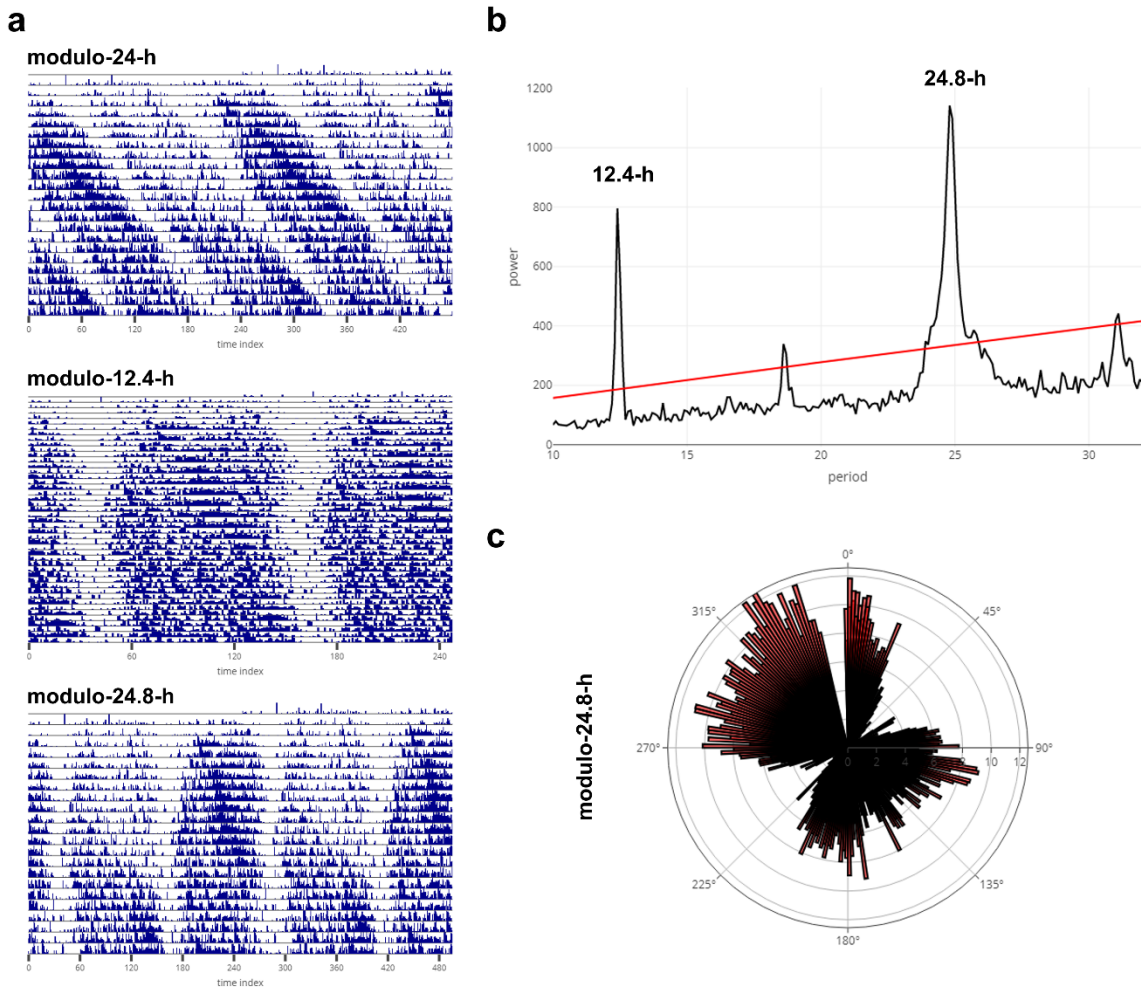 a
modulo-24-h
0 60 120 180 240 300 360 420
time index
modulo-12.4-h
0 60 120 180 240
time index
modulo-24.8-h
0 60 120 180 240 300 360 420 480
time index
b
24.8-h
12.4-h
1200
1000
800
600
400
200
0
power
10 15 20 25 30
period
c
modulo-24.8-h
0°
315° 45°
270° 90°
0 2 4 6 8 10 12
225° 135°
180°